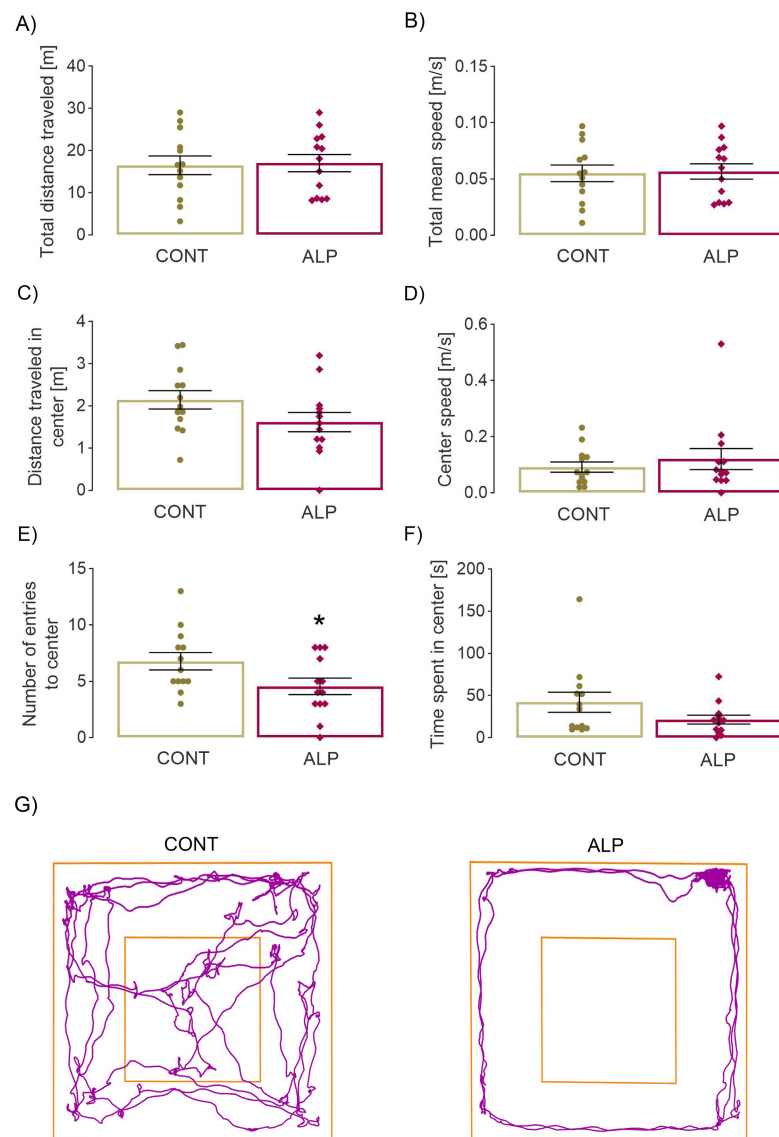 A)
Total distance traveled [m]
40
30
20
10
0
CONT
ALP
B)
Total mean speed [m/s]
0.15
0.10
0.05
0.00
CONT
ALP
C)
Distance traveled in
center [m]
4
3
2
1
0
CONT
ALP
D)
Center speed [m/s]
0.6
0.4
0.2
0.0
CONT
ALP
E)
Number of entries
to center
15
10
5
0
*
CONT
ALP
F)
Time spent in center [s]
200
150
100
50
0
CONT
ALP
G)
CONT
ALP